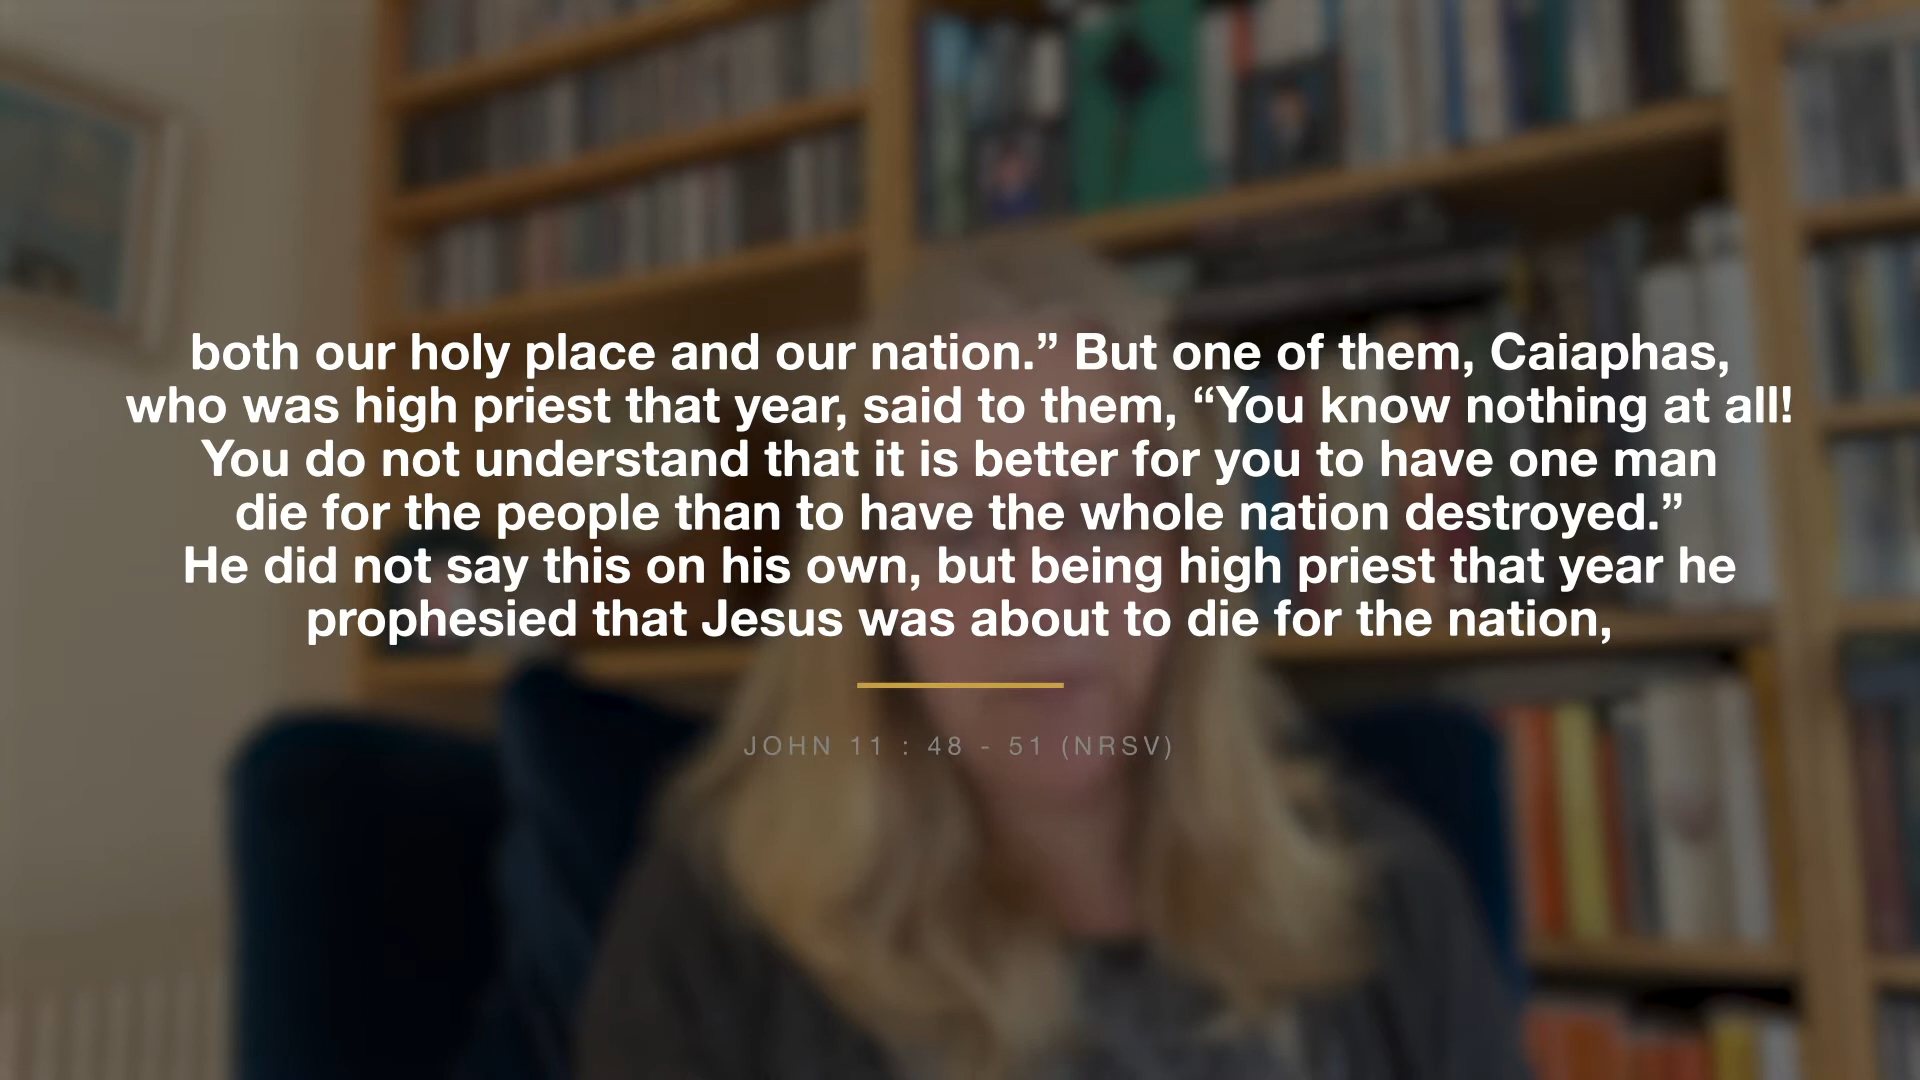 both our holy place and our nation.” But one of them, Caiaphas,
who was high priest that year, said to them, “You know nothing at all!
You do not understand that it is better for you to have one man
die for the people than to have the whole nation destroyed.”
He did not say this on his own, but being high priest that year he
prophesied that Jesus was about to die for the nation,
JOHN 11 : 48 - 51 (NRSV)